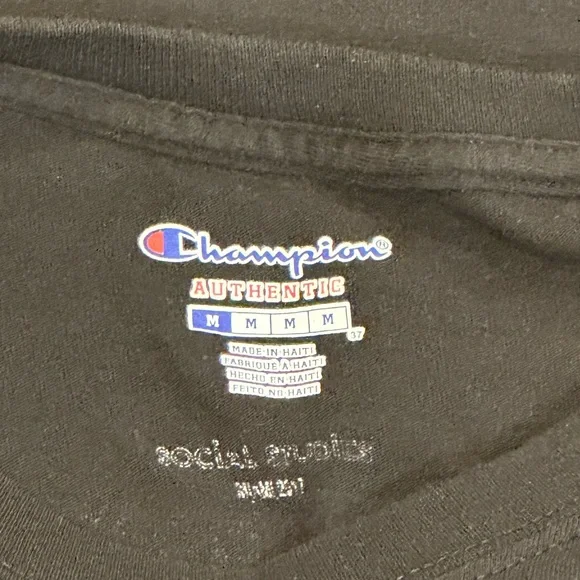 Champion®
AUTHENTIC
M M M M
37
MADE IN HAITI
FABRIQUÉ À HAITI
HECHO EN HAITI
FEITO NO HAITI
SOCIAL STUDIES